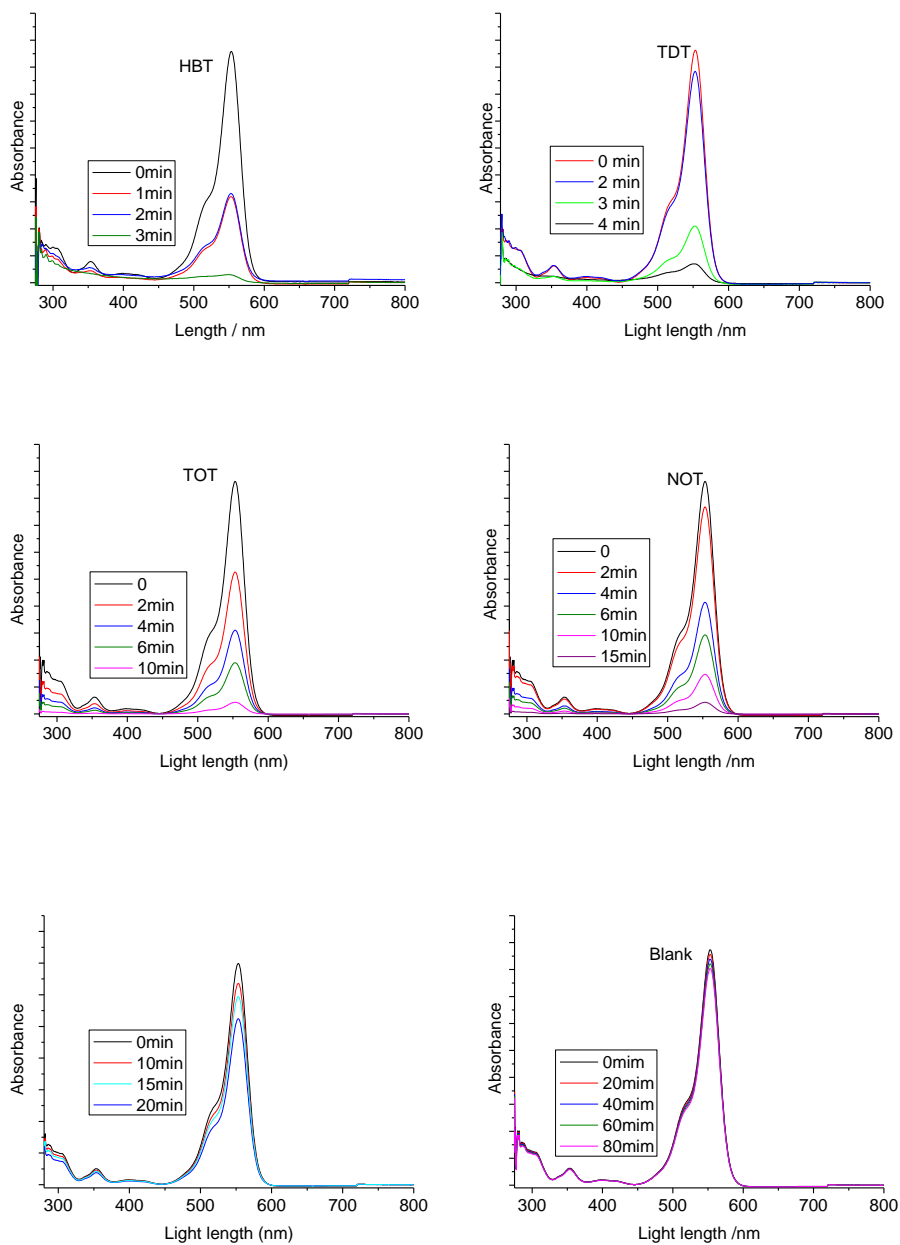 HBT
Absorbance
0min
1min
2min
3min
300 400 500 600 700 800
Length / nm
TDT
Absorbance
0 min
2 min
3 min
4 min
300 400 500 600 700 800
Light length /nm
TOT
Absorbance
0
2min
4min
6min
10min
300 400 500 600 700 800
Light length (nm)
NOT
Absorbance
0
2min
4min
6min
10min
15min
300 400 500 600 700 800
Light length /nm
Absorbance
0min
10min
15min
20min
300 400 500 600 700 800
Light length (nm)
Blank
Absorbance
0mim
20mim
40mim
60mim
80mim
300 400 500 600 700 800
Light length /nm